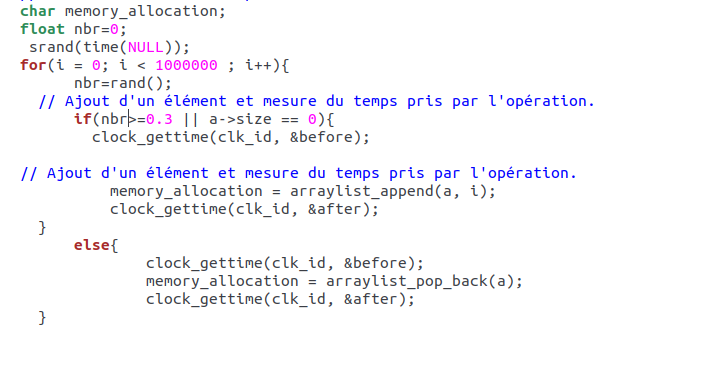 char memory_allocation;
float nbr=0;
srand(time(NULL));
for(i = 0; i < 1000000 ; i++){
nbr=rand();
// Ajout d'un élément et mesure du temps pris par l'opération.
if(nbr>=0.3 || a->size == 0){
clock_gettime(clk_id, &before);
// Ajout d'un élément et mesure du temps pris par l'opération.
memory_allocation = arraylist_append(a, i);
clock_gettime(clk_id, &after);
}
else{
clock_gettime(clk_id, &before);
memory_allocation = arraylist_pop_back(a);
clock_gettime(clk_id, &after);
}